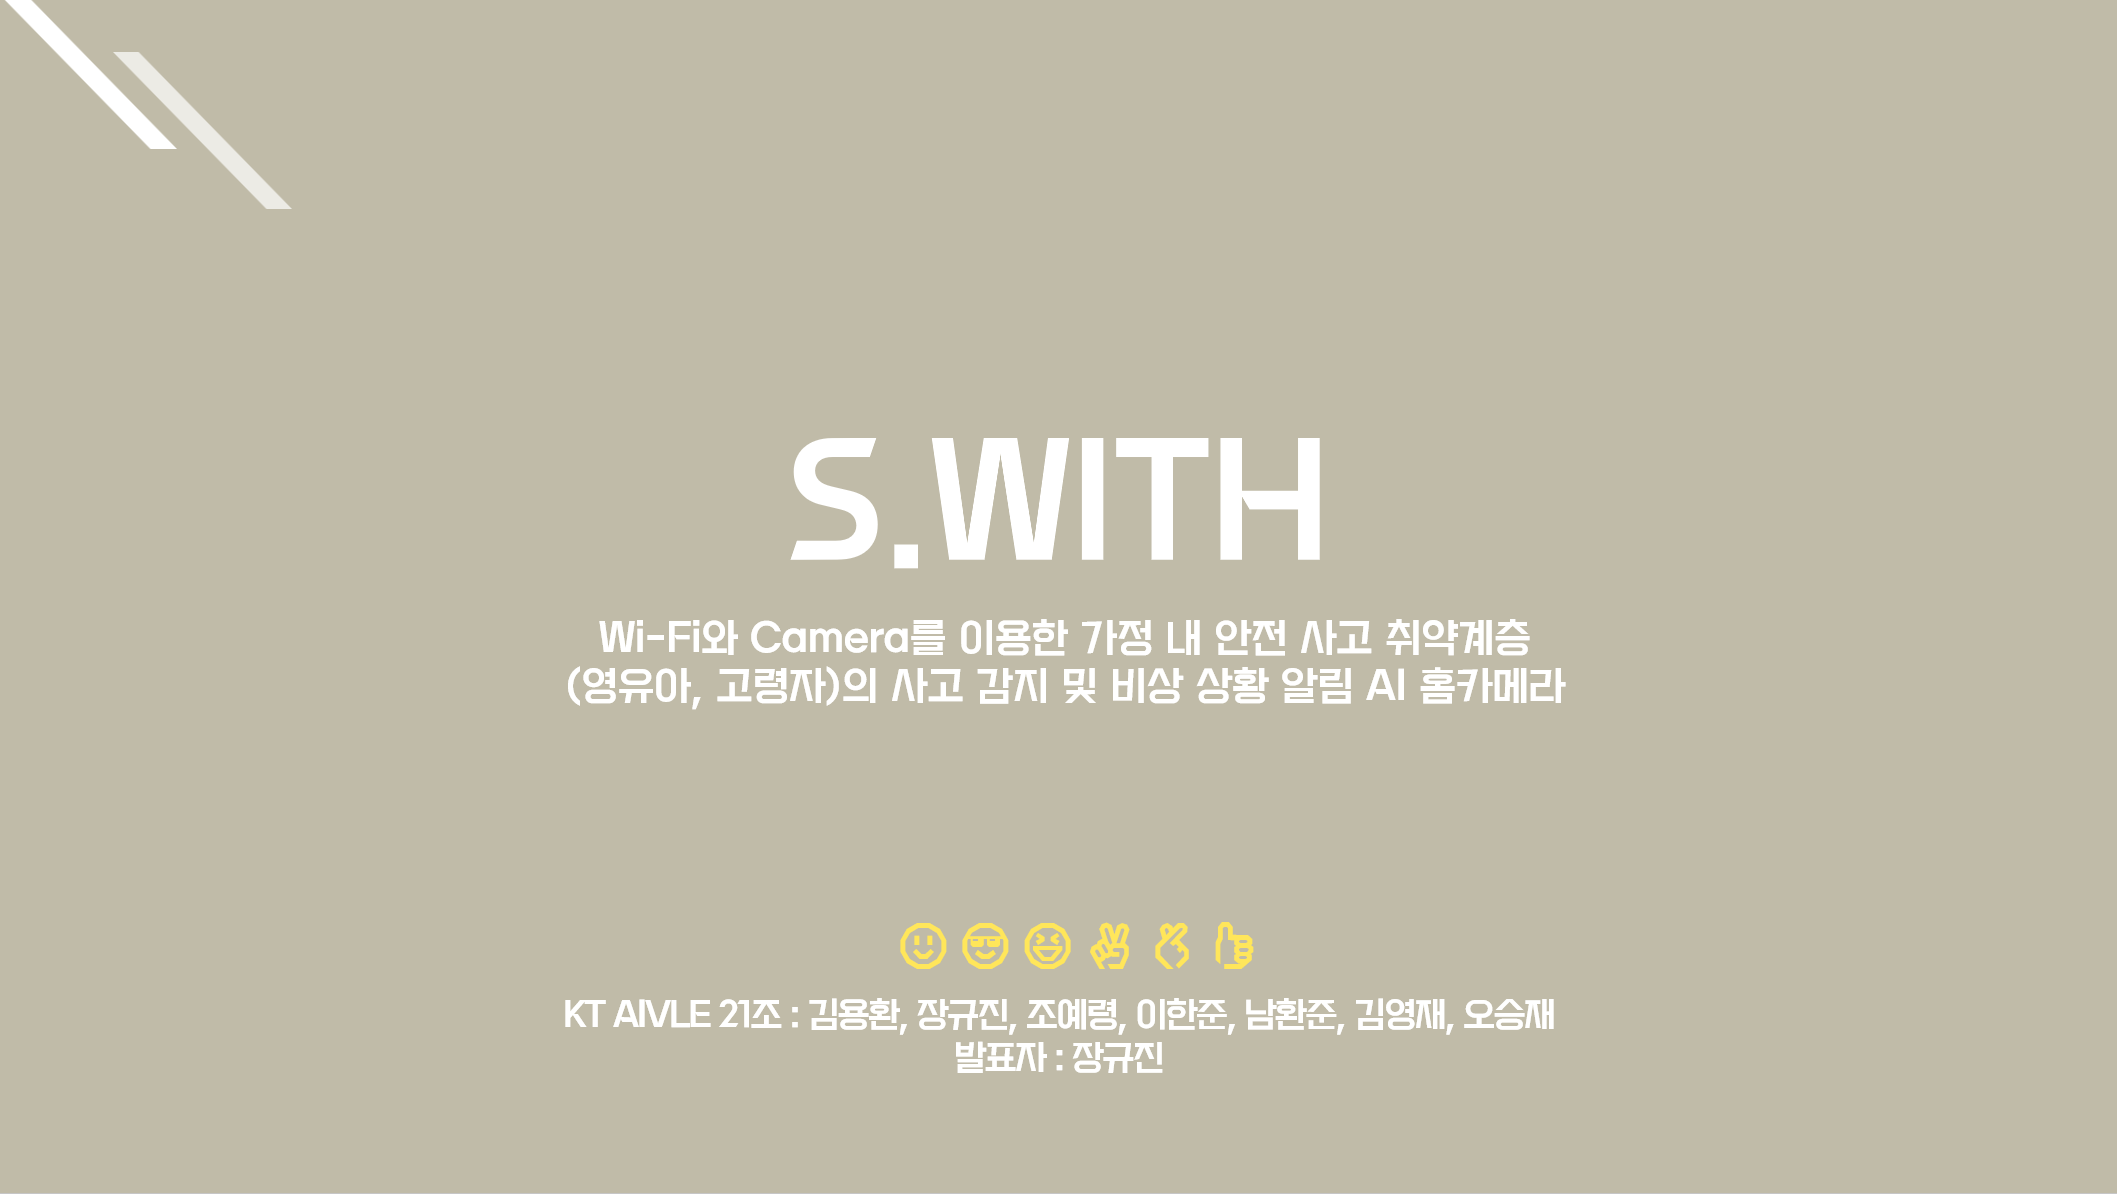 S.WITH
Wi-Fi와 Camera를 이용한 가정 내 안전 사고 취약계층
(영유아, 고령자)의 사고 감지 및 비상 상황 알림 AI 홈카메라
KT AIVLE 21조 : 김용환, 장규진, 조예령, 이한준, 남환준, 김영재, 오승재
발표자 : 장규진